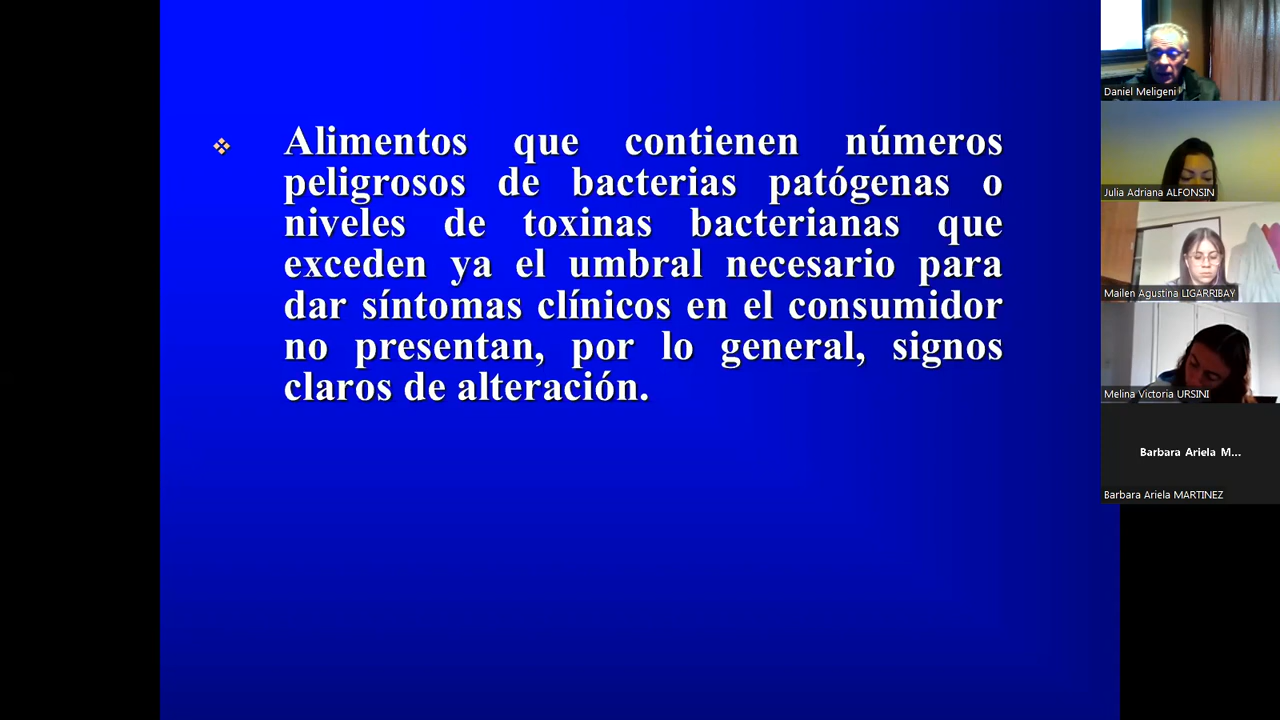 Alimentos que contienen números
peligrosos de bacterias patógenas o
niveles de toxinas bacterianas que
exceden ya el umbral necesario para
dar síntomas clínicos en el consumidor
no presentan, por lo general, signos
claros de alteración.
Daniel Meligeni
Julia Adriana ALFONSIN
Mailen Agustina LIGARRIBAY
Melina Victoria URSINI
Barbara Ariela M...
Barbara Ariela MARTINEZ